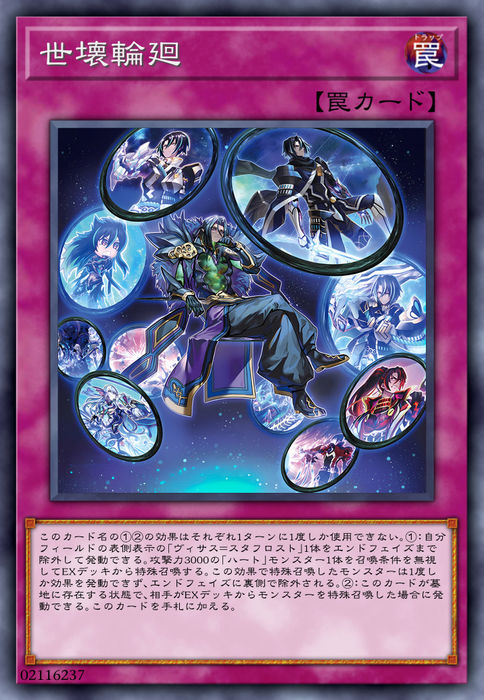 世壊輪廻
トラップ
罠
【罠カード】
このカード名の①②の効果はそれぞれ1ターンに1度しか使用できない。①：自分
フィールドの表側表示の「ヴィサス＝スタフロスト」1体をエンドフェイズまで
除外して発動できる。攻撃力3000の「ハート」モンスター1体を召喚条件を無視
してEXデッキから特殊召喚する。この効果で特殊召喚したモンスターは1度し
か効果を発動できず、エンドフェイズに裏側で除外される。②：このカードが墓
地に存在する状態で、相手がEXデッキからモンスターを特殊召喚した場合に発
動できる。このカードを手札に加える。
02116237